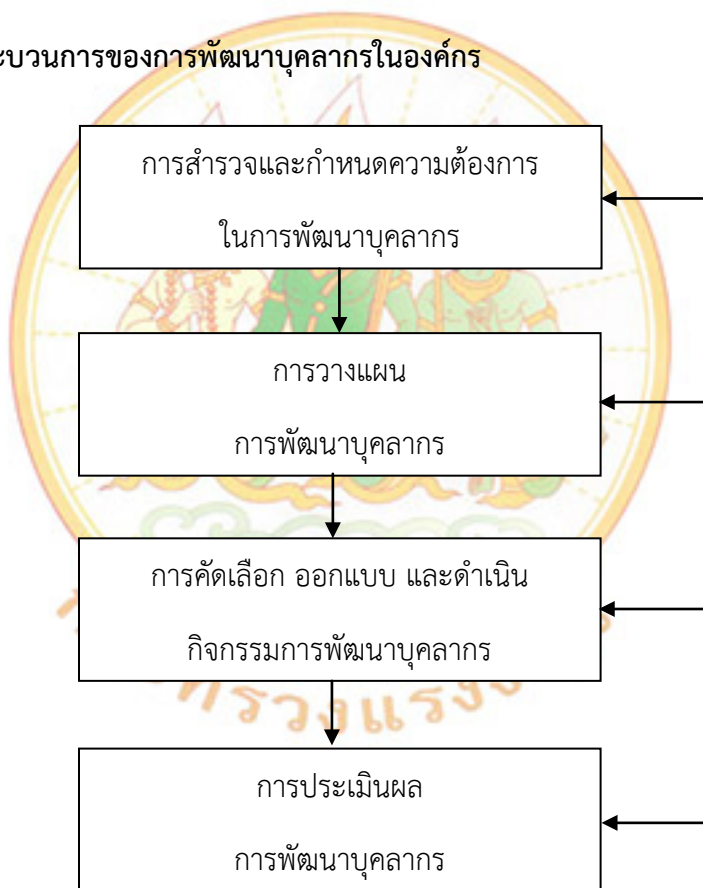 ะบวนการของการพัฒนาบุคลากรในองค์กร
การสำรวจและกำหนดความต้องการ
ในการพัฒนาบุคลากร
การวางแผน
การพัฒนาบุคลากร
การคัดเลือก ออกแบบ และดำเนิน
กิจกรรมการพัฒนาบุคลากร
การประเมินผล
การพัฒนาบุคลากร